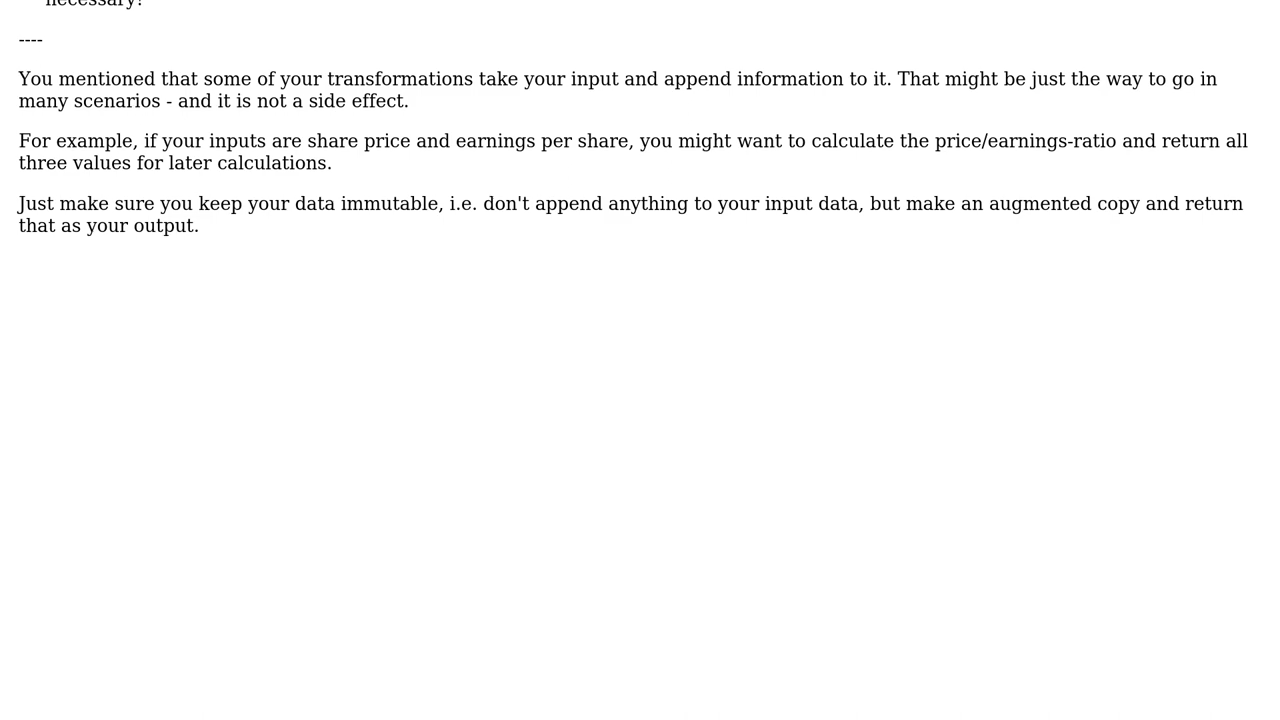 necessary?
----
You mentioned that some of your transformations take your input and append information to it. That might be just the way to go in
many scenarios - and it is not a side effect.
For example, if your inputs are share price and earnings per share, you might want to calculate the price/earnings-ratio and return all
three values for later calculations.
Just make sure you keep your data immutable, i.e. don't append anything to your input data, but make an augmented copy and return
that as your output.